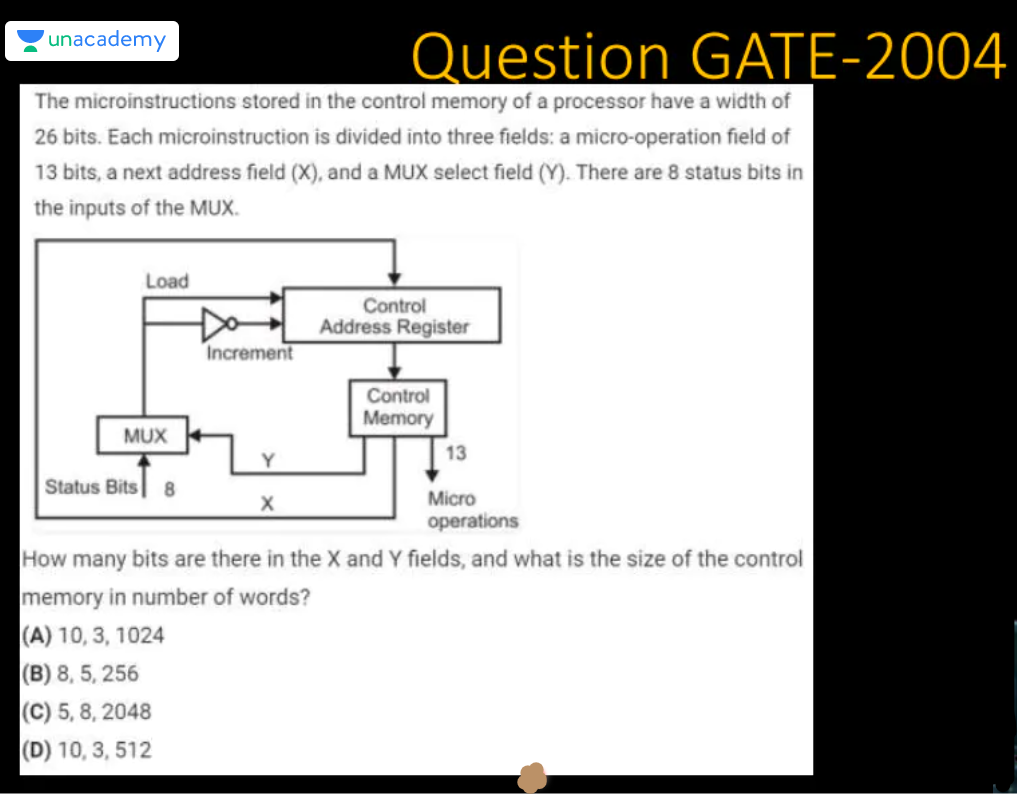 unacademy
Question GATE-2004
The microinstructions stored in the control memory of a processor have a width of
26 bits. Each microinstruction is divided into three fields: a micro-operation field of
13 bits, a next address field (X), and a MUX select field (Y). There are 8 status bits in
the inputs of the MUX.
Load
Control
Address Register
Increment
Control
Memory
MUX
Y
13
Status Bits 8
X
Micro
operations
How many bits are there in the X and Y fields, and what is the size of the control
memory in number of words?
(A) 10, 3, 1024
(B) 8, 5, 256
(C) 5, 8, 2048
(D) 10, 3, 512